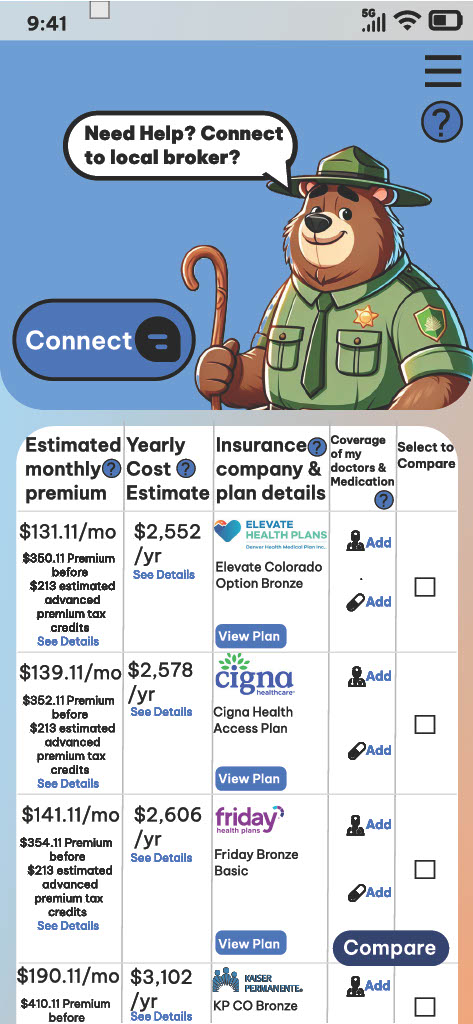 9:41
5G
?
Need Help? Connect
to local broker?
Connect
Estimated
monthly ?
premium
Yearly
Cost ?
Estimate
Insurance ?
company &
plan details
Coverage
of my
doctors &
Medication
?
Select to
Compare
$131.11/mo
$350.11 Premium
before
$213 estimated
advanced
premium tax
credits
See Details
$2,552
/yr
See Details
ELEVATE
HEALTH PLANS
Denver Health Medical Plan Inc.
Elevate Colorado
Option Bronze
View Plan
Add
Add
$139.11/mo
$352.11 Premium
before
$213 estimated
advanced
premium tax
credits
See Details
$2,578
/yr
See Details
cigna
healthcare
Cigna Health
Access Plan
View Plan
Add
Add
$141.11/mo
$354.11 Premium
before
$213 estimated
advanced
premium tax
credits
See Details
$2,606
/yr
See Details
friday
health plans
Friday Bronze
Basic
View Plan
Add
Add
Compare
$190.11/mo
$410.11 Premium
before
$3,102
/yr
See Details
KAISER
PERMANENTE®
KP CO Bronze
Add